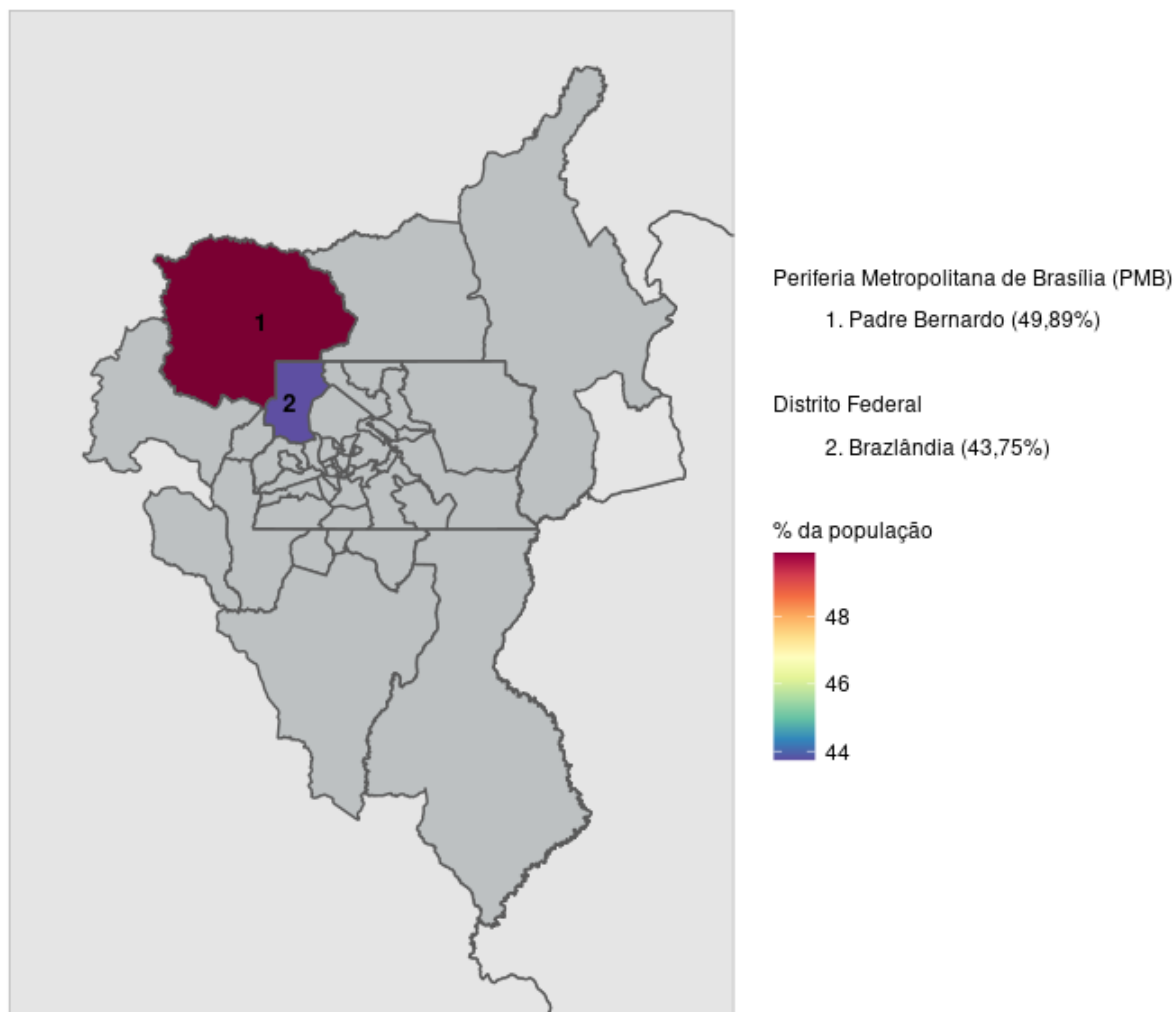 1
2
Periferia Metropolitana de Brasília (PMB)
1. Padre Bernardo (49,89%)
Distrito Federal
2. Brazlândia (43,75%)
% da população
48
46
44